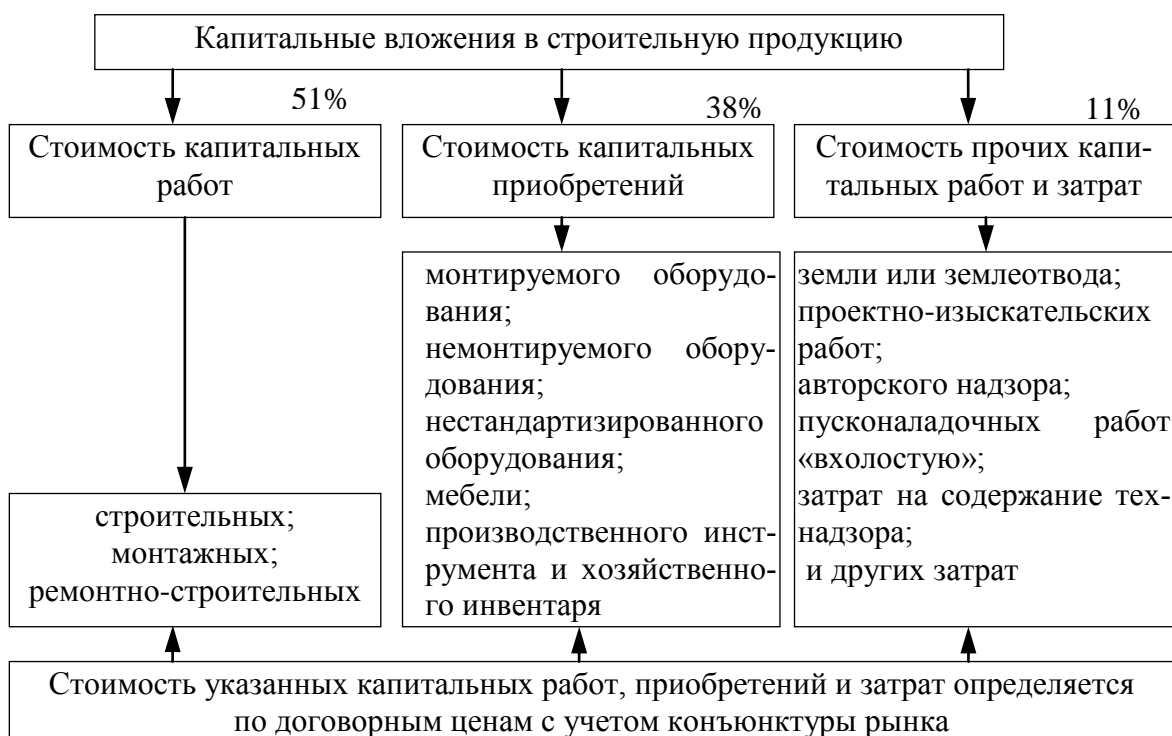 Капитальные вложения в строительную продукцию
51%
38%
11%
Стоимость капитальных
работ
Стоимость капитальных
приобретений
Стоимость прочих капи-
тальных работ и затрат
строительных;
монтажных;
ремонтно-строительных
монтируемого оборудо-
вания;
немонтируемого обору-
дования;
нестандартизированного
оборудования;
мебели;
производственного инст-
румента и хозяйственно-
го инвентаря
земли или землеотвода;
проектно-изыскательских
работ;
авторского надзора;
пусконаладочных работ
«вхолостую»;
затрат на содержание тех-
надзора;
и других затрат
Стоимость указанных капитальных работ, приобретений и затрат определяется
по договорным ценам с учетом конъюнктуры рынка